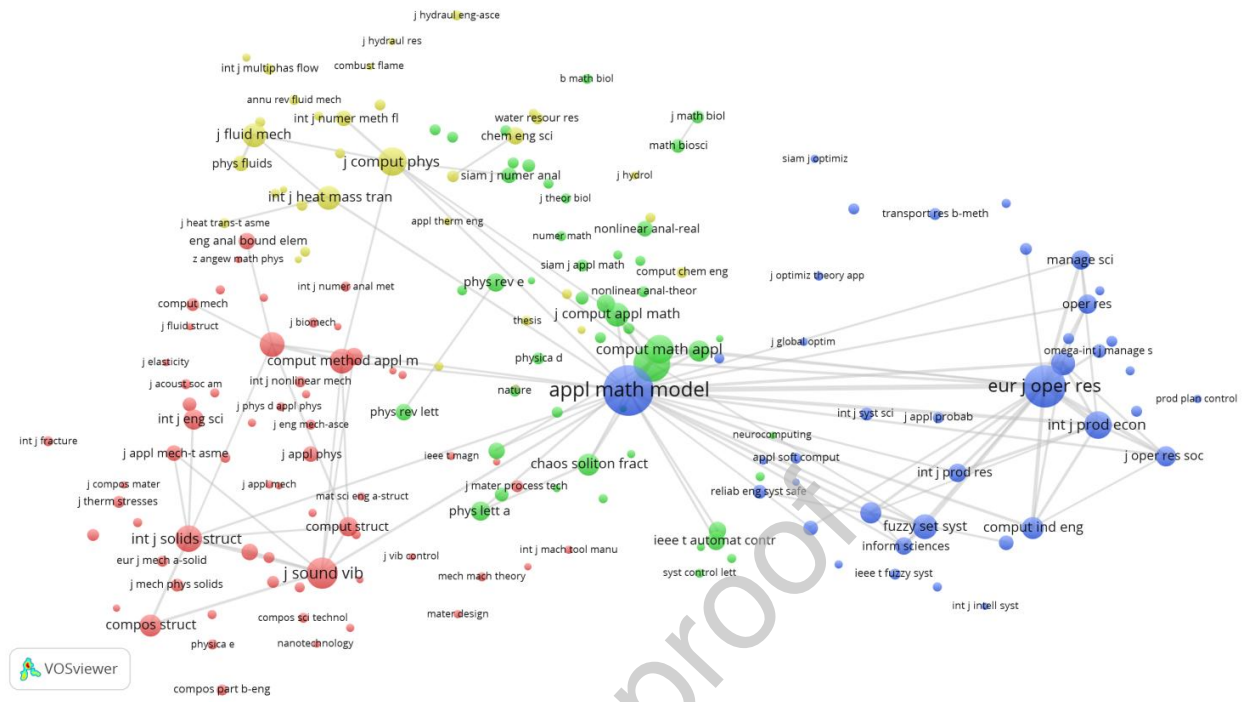 j hydraul eng-asce
j hydraul res
int j multiphas flow
combust flame
b math biol
annu rev fluid mech
int j numer meth fl
water resour res
j math biol
j fluid mech
chem eng sci
math biosci
phys fluids
j comput phys
siam j optimiz
siam j numer anal
j hydrol
int j heat mass tran
j theor biol
transport res b-meth
j heat trans-t asme
appl therm eng
nonlinear anal-real
eng anal bound elem
numer math
z angew math phys
siam j appl math
manage sci
comput chem eng
j optimiz theory app
int j numer anal met
phys rev e
nonlinear anal-theor
comput mech
oper res
j comput appl math
thesis
j fluid struct
j biomech
j global optim
comput math appl
omega-int j manage s
physica d
comput method appl m
j elasticity
int j nonlinear mech
j acoust soc am
nature
appl math model
eur j oper res
prod plan control
j phys d appl phys
phys rev lett
int j syst sci
j appl probab
int j eng sci
j eng mech-asce
int j prod econ
neurocomputing
int j fracture
j appl mech-t asme
j appl phys
ieee t magn
appl soft comput
j oper res soc
chaos soliton fract
int j prod res
j compos mater
j appl mech
j mater process tech
reliab eng syst safe
j therm stresses
mat sci eng a-struct
phys lett a
comput struct
fuzzy set syst
comput ind eng
int j solids struct
ieee t automat contr
inform sciences
int j mach tool manu
j vib control
eur j mech a-solid
j sound vib
syst control lett
ieee t fuzzy syst
mech mach theory
j mech phys solids
int j intell syst
mater design
compos sci technol
compos struct
physica e
nanotechnology
VOSviewer
compos part b-eng
proof